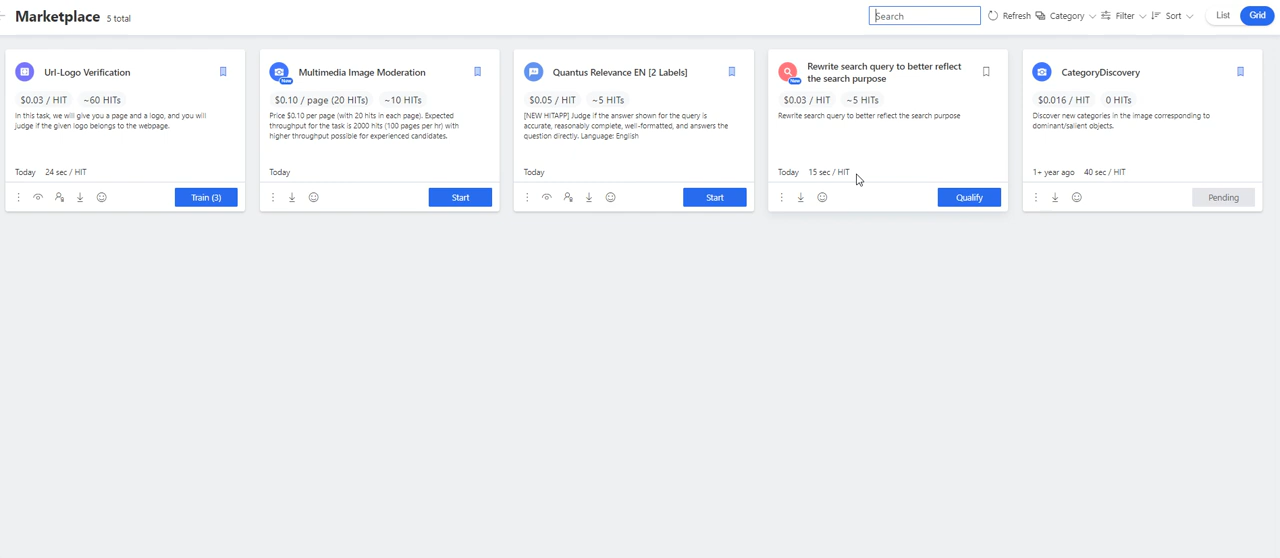 Marketplace 5 total
Search Refresh Category Filter Sort List Grid
Url-Logo Verification
$0.03 / HIT ~60 HITs
In this task, we will give you a page and a logo, and you will
judge if the given logo belongs to the webpage.
Today 24 sec / HIT
Train (3)
New
Multimedia Image Moderation
$0.10 / page (20 HITs) ~10 HITs
Price $0.10 per page (with 20 hits in each page). Expected
throughput for the task is 2000 hits (100 pages per hr) with
higher throughput possible for experienced candidates.
Today
Start
Quantus Relevance EN [2 Labels]
$0.05 / HIT ~5 HITs
[NEW HITAPP] Judge if the answer shown for the query is
accurate, reasonably complete, well-formatted, and answers the
question directly. Language: English
Today
Start
New
Rewrite search query to better reflect
the search purpose
$0.03 / HIT ~5 HITs
Rewrite search query to better reflect the search purpose
Today 15 sec / HIT
Qualify
CategoryDiscovery
$0.016 / HIT 0 HITs
Discover new categories in the image corresponding to
dominant/salient objects.
1+ year ago 40 sec / HIT
Pending